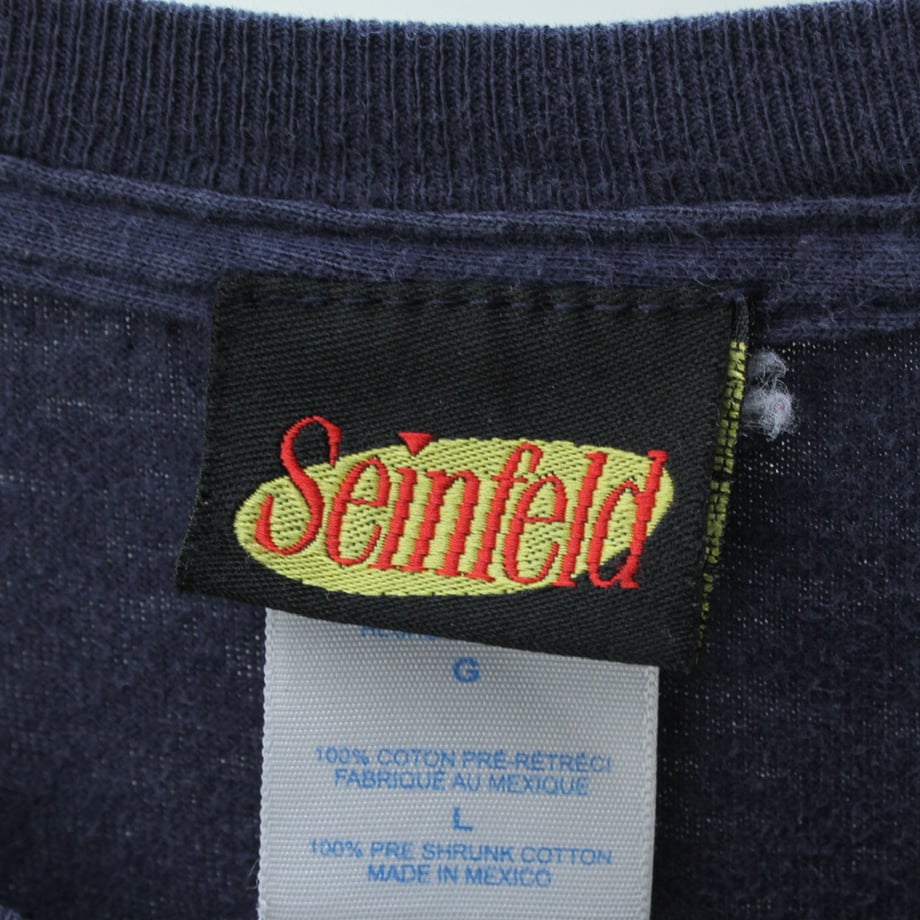 Seinfeld
G
100% COTON PRÉ-RÉTRÉCI
FABRIQUÉ AU MEXIQUE
L
100% PRE SHRUNK COTTON
MADE IN MEXICO